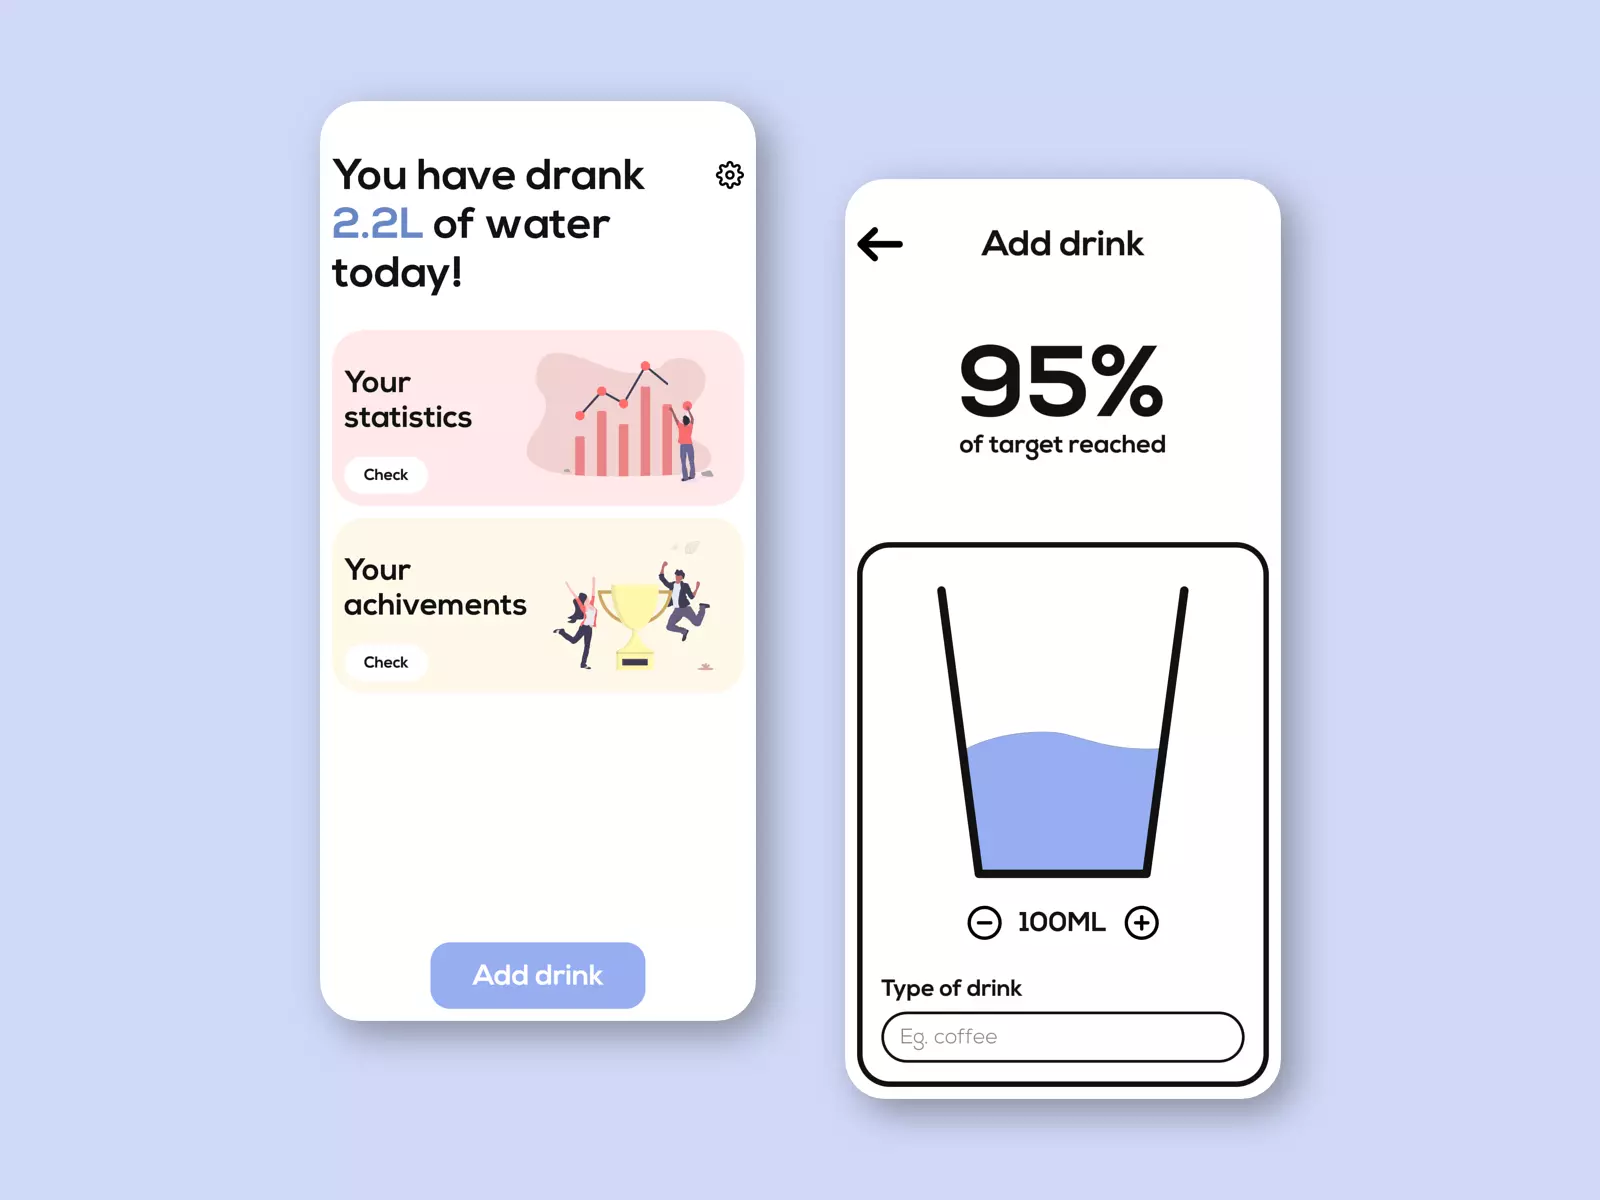 You have drank
2.2L of water
today!
Your
statistics
Check
Your
achivements
Check
Add drink
Add drink
95%
of target reached
100ML
Type of drink
Eg. coffee